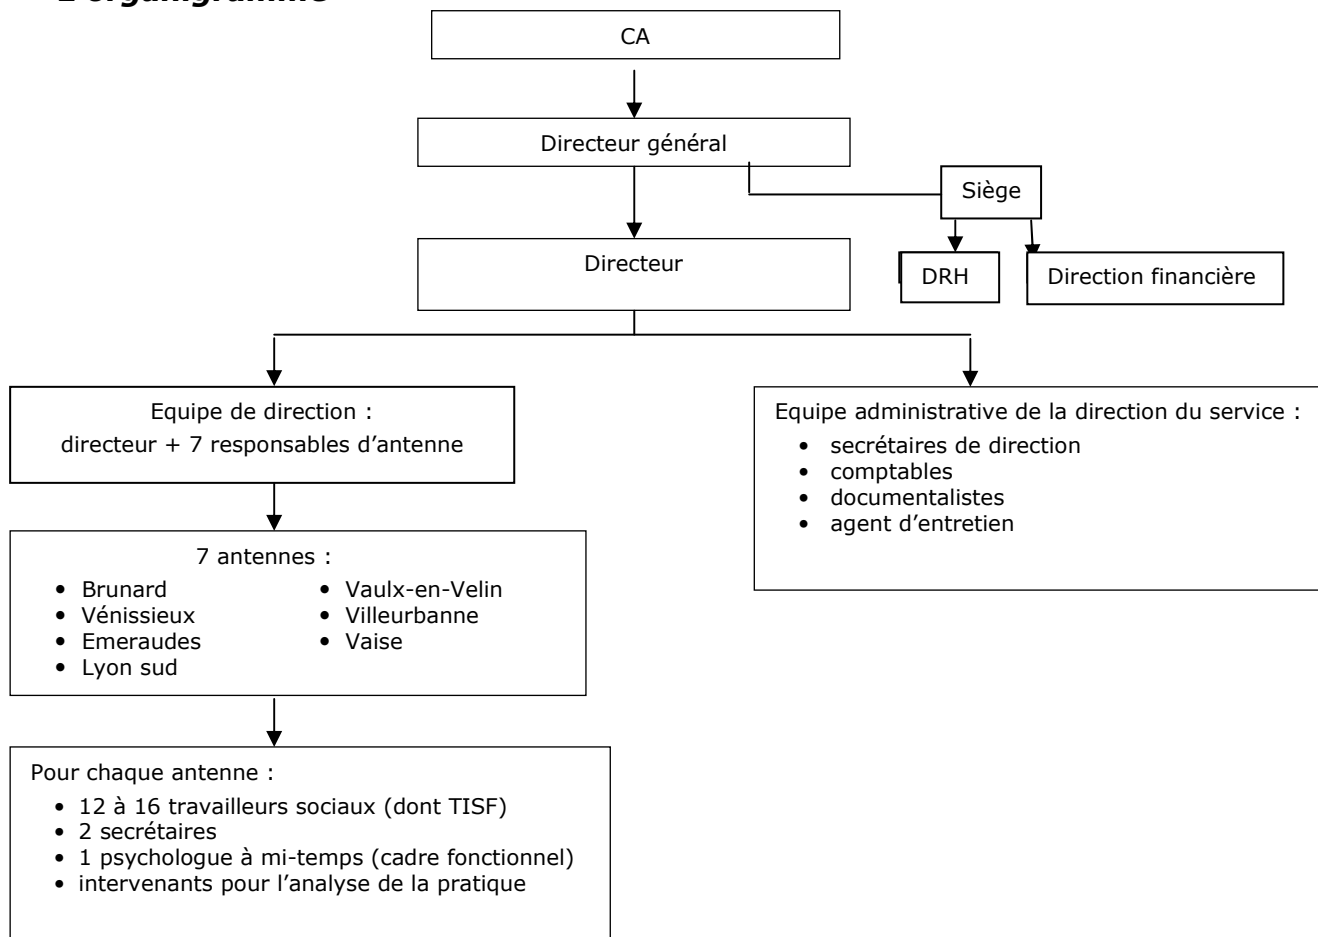 L'organigramme
CA
Directeur général
Siège
Directeur
DRH
Direction financière
Equipe de direction :
directeur + 7 responsables d'antenne
Equipe administrative de la direction du service :
• secrétaires de direction
• comptables
• documentalistes
• agent d'entretien
7 antennes :
• Brunard
• Vénissieux
• Emeraudes
• Lyon sud
• Vaulx-en-Velin
• Villeurbanne
• Vaise
Pour chaque antenne :
• 12 à 16 travailleurs sociaux (dont TISF)
• 2 secrétaires
• 1 psychologue à mi-temps (cadre fonctionnel)
• intervenants pour l'analyse de la pratique